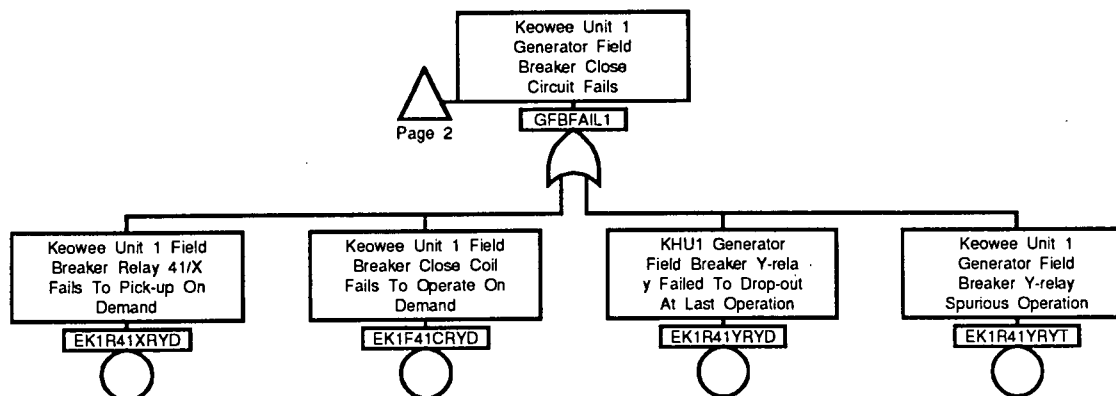 Keowee Unit 1
Generator Field
Breaker Close
Circuit Fails
Page 2
GFBFAIL1
Keowee Unit 1 Field
Breaker Relay 41/X
Fails To Pick-up On
Demand
EK1R41XRYD
Keowee Unit 1 Field
Breaker Close Coil
Fails To Operate On
Demand
EK1F41CRYD
KHU1 Generator
Field Breaker Y-rela
y Failed To Drop-out
At Last Operation
EK1R41YRYD
Keowee Unit 1
Generator Field
Breaker Y-relay
Spurious Operation
EK1R41YRYT